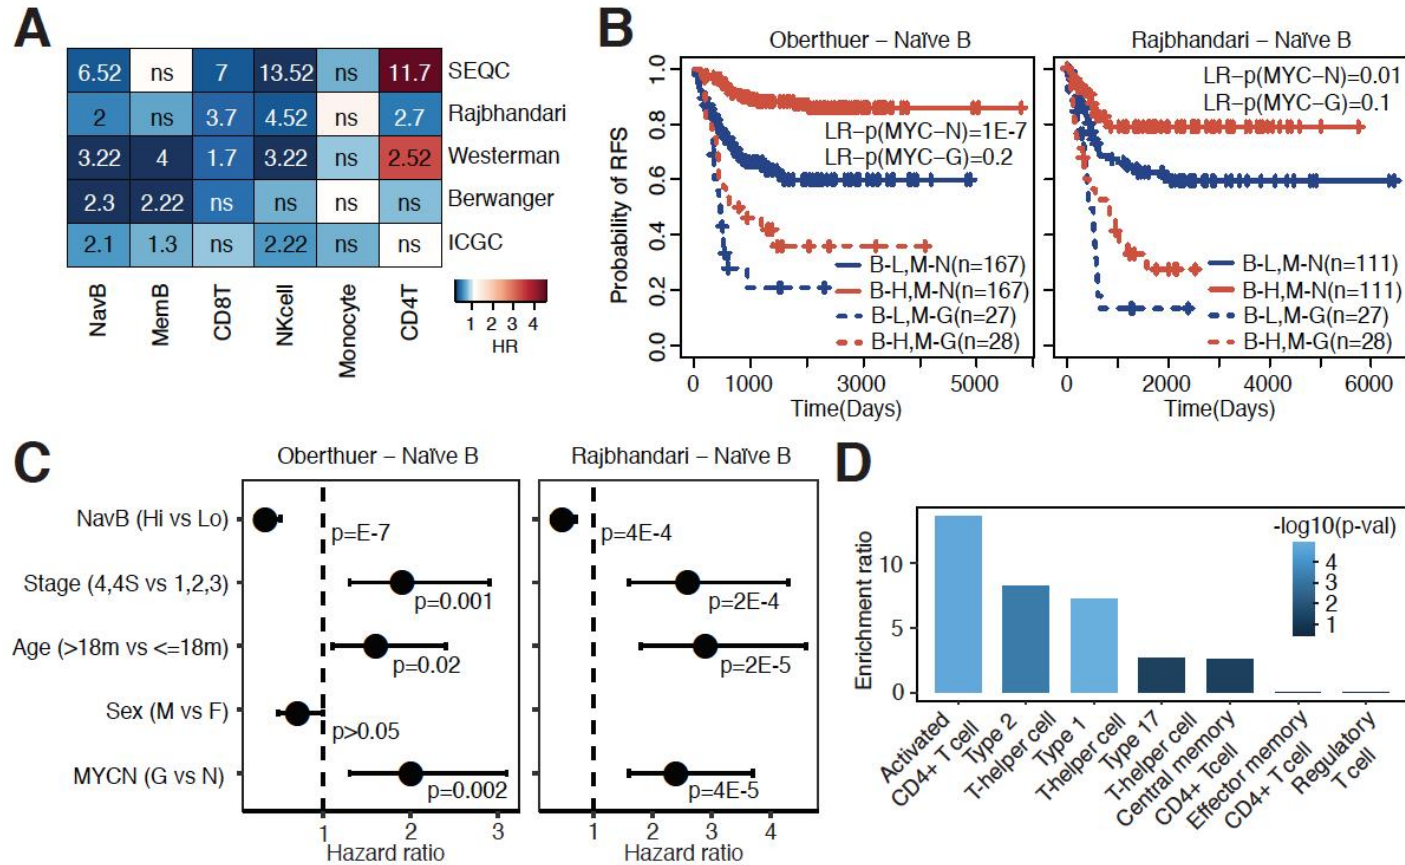 A
6.52 ns 7 13.52 ns 11.7 SEQC
2 ns 3.7 4.52 ns 2.7 Rajbhandari
3.22 4 1.7 3.22 ns 2.52 Westerman
2.3 2.22 ns ns ns ns Berwanger
2.1 1.3 ns 2.22 ns ns ICGC
NavB MemB CD8T NKcell Monocyte CD4T
1 2 3 4
HR
B
Oberthuer – Naïve B
Probability of RFS
1.0
0.8
0.6
0.4
0.2
0.0
LR–p(MYC–N)=1E-7
LR–p(MYC–G)=0.2
B-L,M-N(n=167)
B-H,M-N(n=167)
B-L,M-G(n=27)
B-H,M-G(n=28)
0 1000 3000 5000
Time(Days)
Rajbhandari – Naïve B
LR–p(MYC–N)=0.01
LR–p(MYC–G)=0.1
B-L,M-N(n=111)
B-H,M-N(n=111)
B-L,M-G(n=27)
B-H,M-G(n=28)
0 2000 4000 6000
Time(Days)
C
Oberthuer – Naïve B
NavB (Hi vs Lo)
p=E-7
Stage (4,4S vs 1,2,3)
p=0.001
Age (>18m vs <=18m)
p=0.02
Sex (M vs F)
p>0.05
MYCN (G vs N)
p=0.002
1 2 3
Hazard ratio
Rajbhandari – Naïve B
p=4E-4
p=2E-4
p=2E-5
p=4E-5
1 2 3 4
Hazard ratio
D
Enrichment ratio
10
5
0
-log10(p-val)
4
3
2
1
Activated
CD4+ T cell
Type 2
T-helper cell
Type 1
T-helper cell
Type 17
T-helper cell
Central memory
CD4+ Tcell
Effector memory
CD4+ T cell
Regulatory
T cell